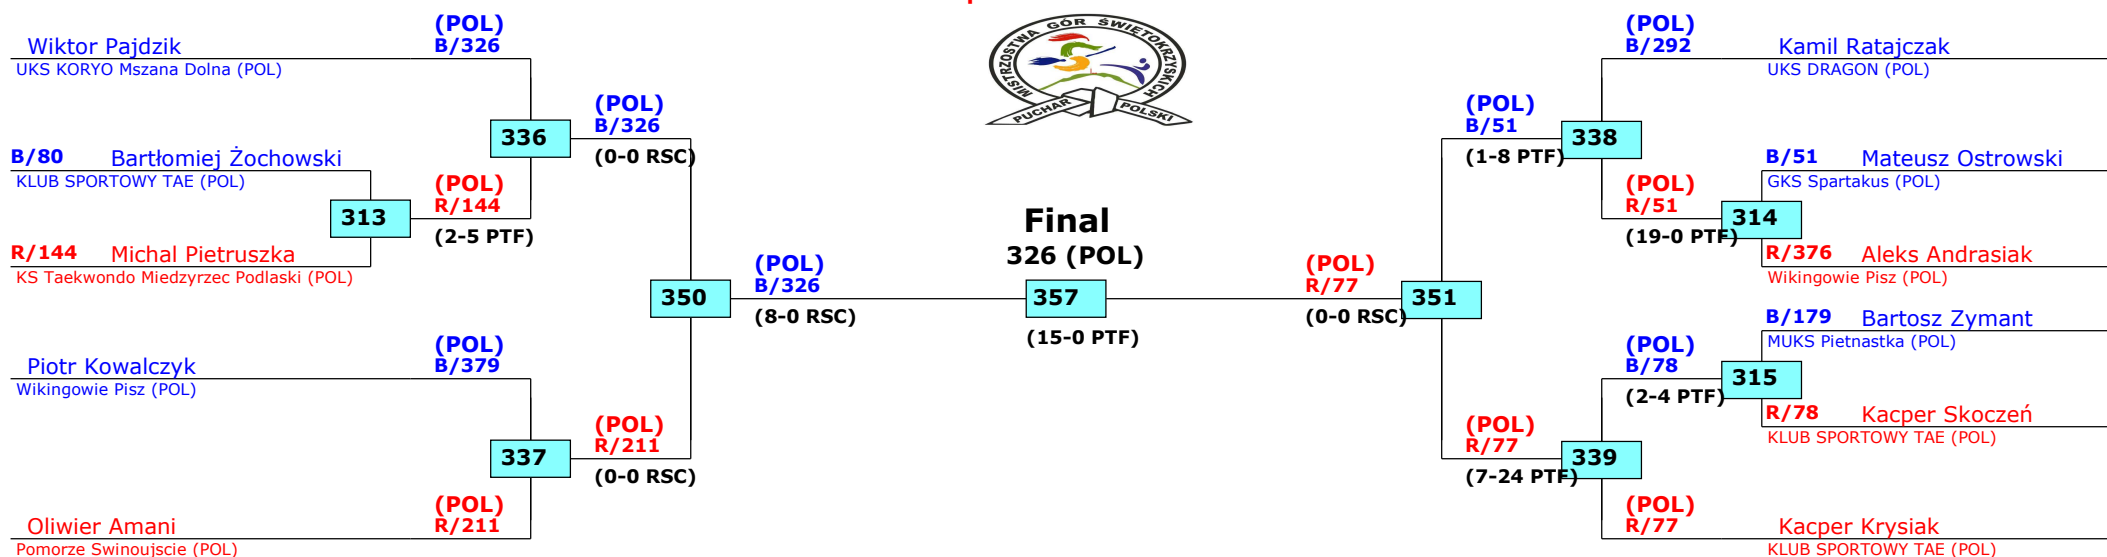 (POL)
Wiktor Pajdzik B/326
UKS KORYO Mszana Dolna (POL)
336
(POL)
B/326
(0-0 RSC)
B/80 Bartłomiej Żochowski
KLUB SPORTOWY TAE (POL)
313
(POL)
R/144
(2-5 PTF)
R/144 Michal Pietruszka
KS Taekwondo Miedzyrzec Podlaski (POL)
350
(POL)
B/326
(8-0 RSC)
(POL)
Piotr Kowalczyk B/379
Wikingowie Pisz (POL)
337
(POL)
R/211
(0-0 RSC)
(POL)
Oliwier Amani R/211
Pomorze Swinoujscie (POL)
MISTRZOSTWA GÓR ŚWIĘTOKRZYSKICH
PUCHAR POLSKI
Final
326 (POL)
357
(15-0 PTF)
(POL)
R/77
(0-0 RSC)
351
(POL)
B/51
(1-8 PTF)
338
(POL)
B/292 Kamil Ratajczak
UKS DRAGON (POL)
(POL)
R/51
(19-0 PTF)
314
B/51 Mateusz Ostrowski
GKS Spartakus (POL)
R/376 Aleks Andrasiak
Wikingowie Pisz (POL)
B/179 Bartosz Zymant
MUKS Pietnastka (POL)
(POL)
B/78
(2-4 PTF)
315
R/78 Kacper Skoczeń
KLUB SPORTOWY TAE (POL)
(POL)
R/77
(7-24 PTF)
339
(POL)
R/77 Kacper Krysiak
KLUB SPORTOWY TAE (POL)